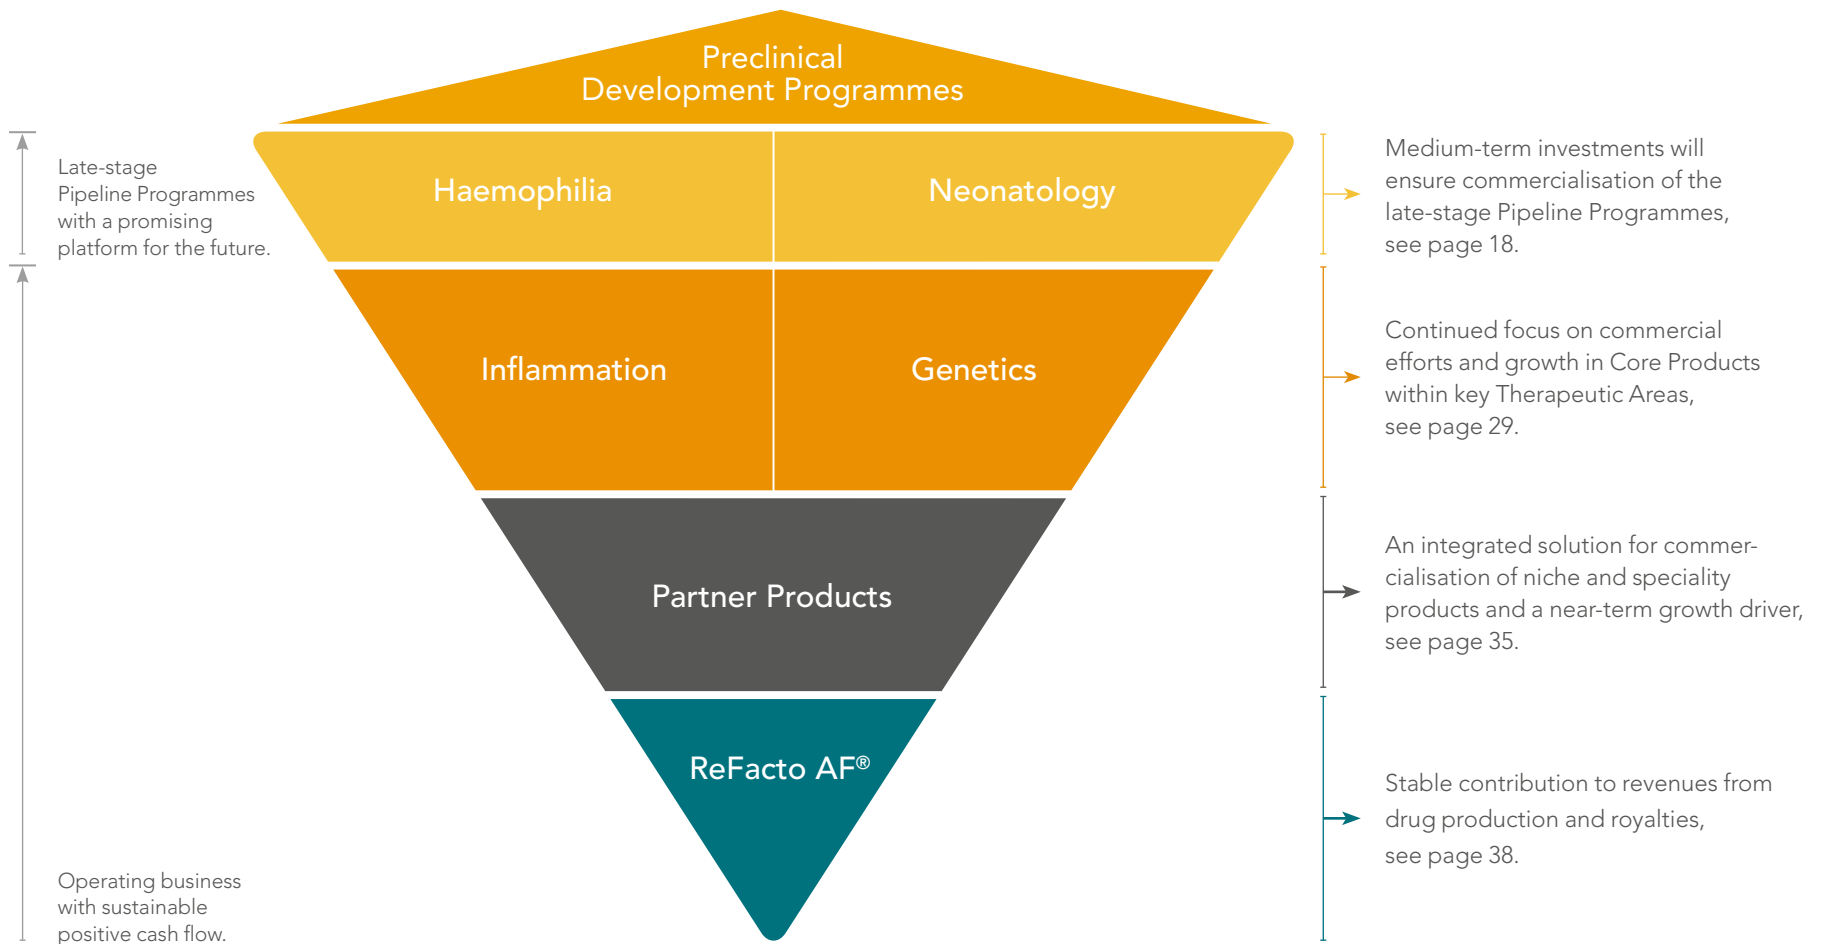 Preclinical
Development Programmes
Late-stage
Pipeline Programmes
with a promising
platform for the future.
Haemophilia
Neonatology
Medium-term investments will
ensure commercialisation of the
late-stage Pipeline Programmes,
see page 18.
Inflammation
Genetics
Continued focus on commercial
efforts and growth in Core Products
within key Therapeutic Areas,
see page 29.
Partner Products
An integrated solution for commer-
cialisation of niche and speciality
products and a near-term growth driver,
see page 35.
ReFacto AF®
Stable contribution to revenues from
drug production and royalties,
see page 38.
Operating business
with sustainable
positive cash flow.